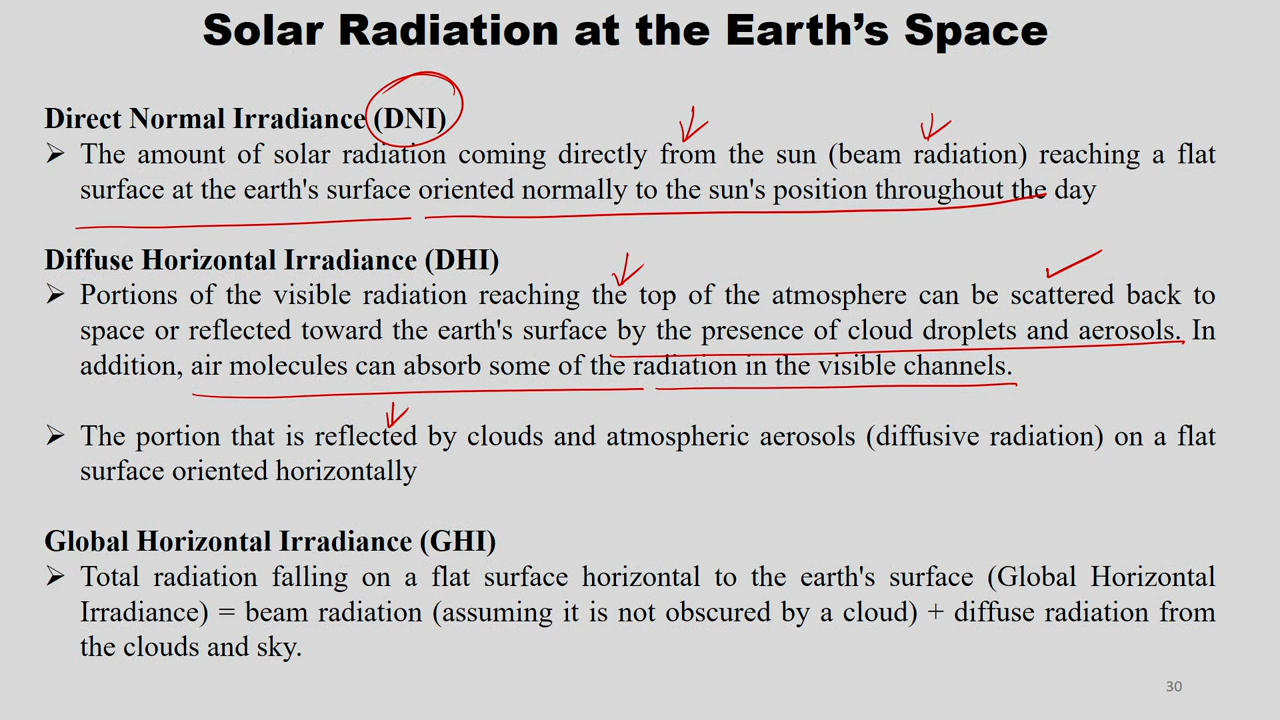 Solar Radiation at the Earth's Space
Direct Normal Irradiance (DNI)
➢ The amount of solar radiation coming directly from the sun (beam radiation) reaching a flat
surface at the earth's surface oriented normally to the sun's position throughout the day
Diffuse Horizontal Irradiance (DHI)
➢ Portions of the visible radiation reaching the top of the atmosphere can be scattered back to
space or reflected toward the earth's surface by the presence of cloud droplets and aerosols. In
addition, air molecules can absorb some of the radiation in the visible channels.
➢ The portion that is reflected by clouds and atmospheric aerosols (diffusive radiation) on a flat
surface oriented horizontally
Global Horizontal Irradiance (GHI)
➢ Total radiation falling on a flat surface horizontal to the earth's surface (Global Horizontal
Irradiance) = beam radiation (assuming it is not obscured by a cloud) + diffuse radiation from
the clouds and sky.
30